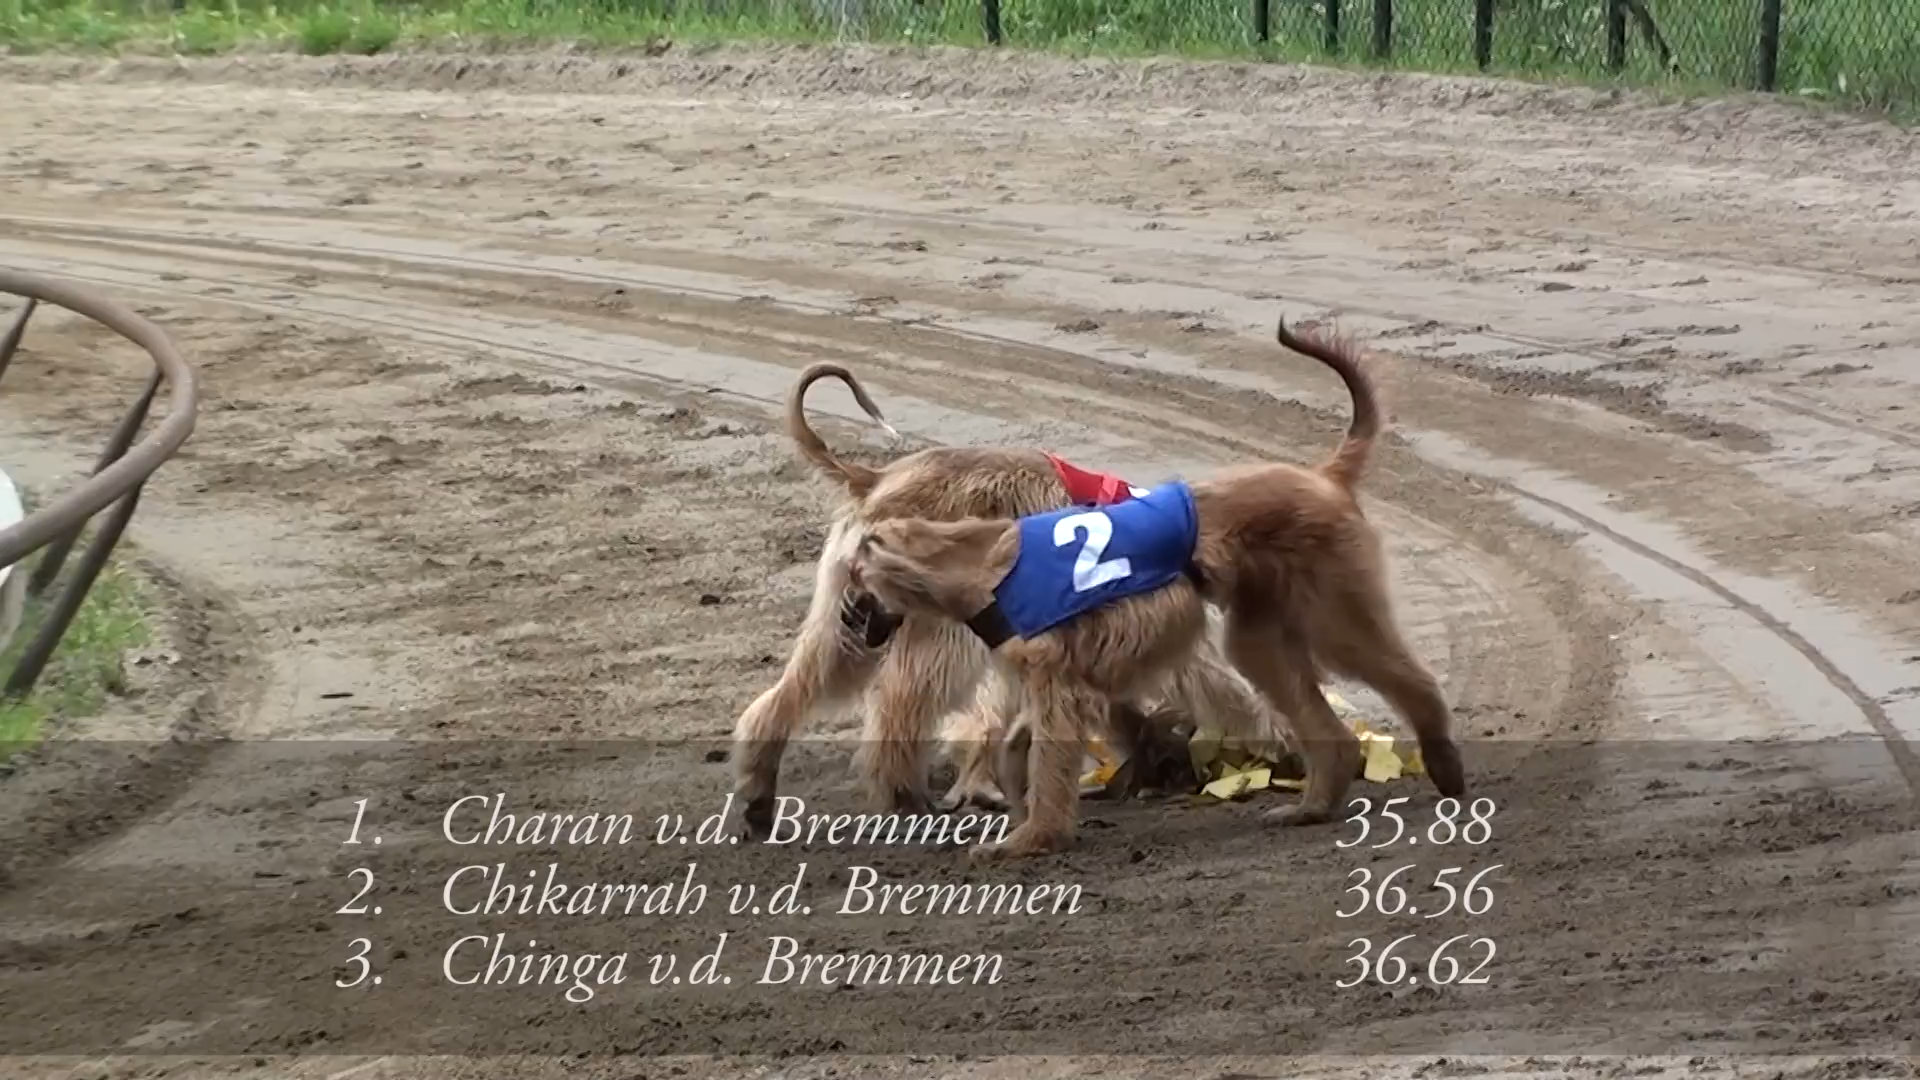 2
1. Charan v.d. Bremmen 35.88
2. Chikarrah v.d. Bremmen 36.56
3. Chinga v.d. Bremmen 36.62